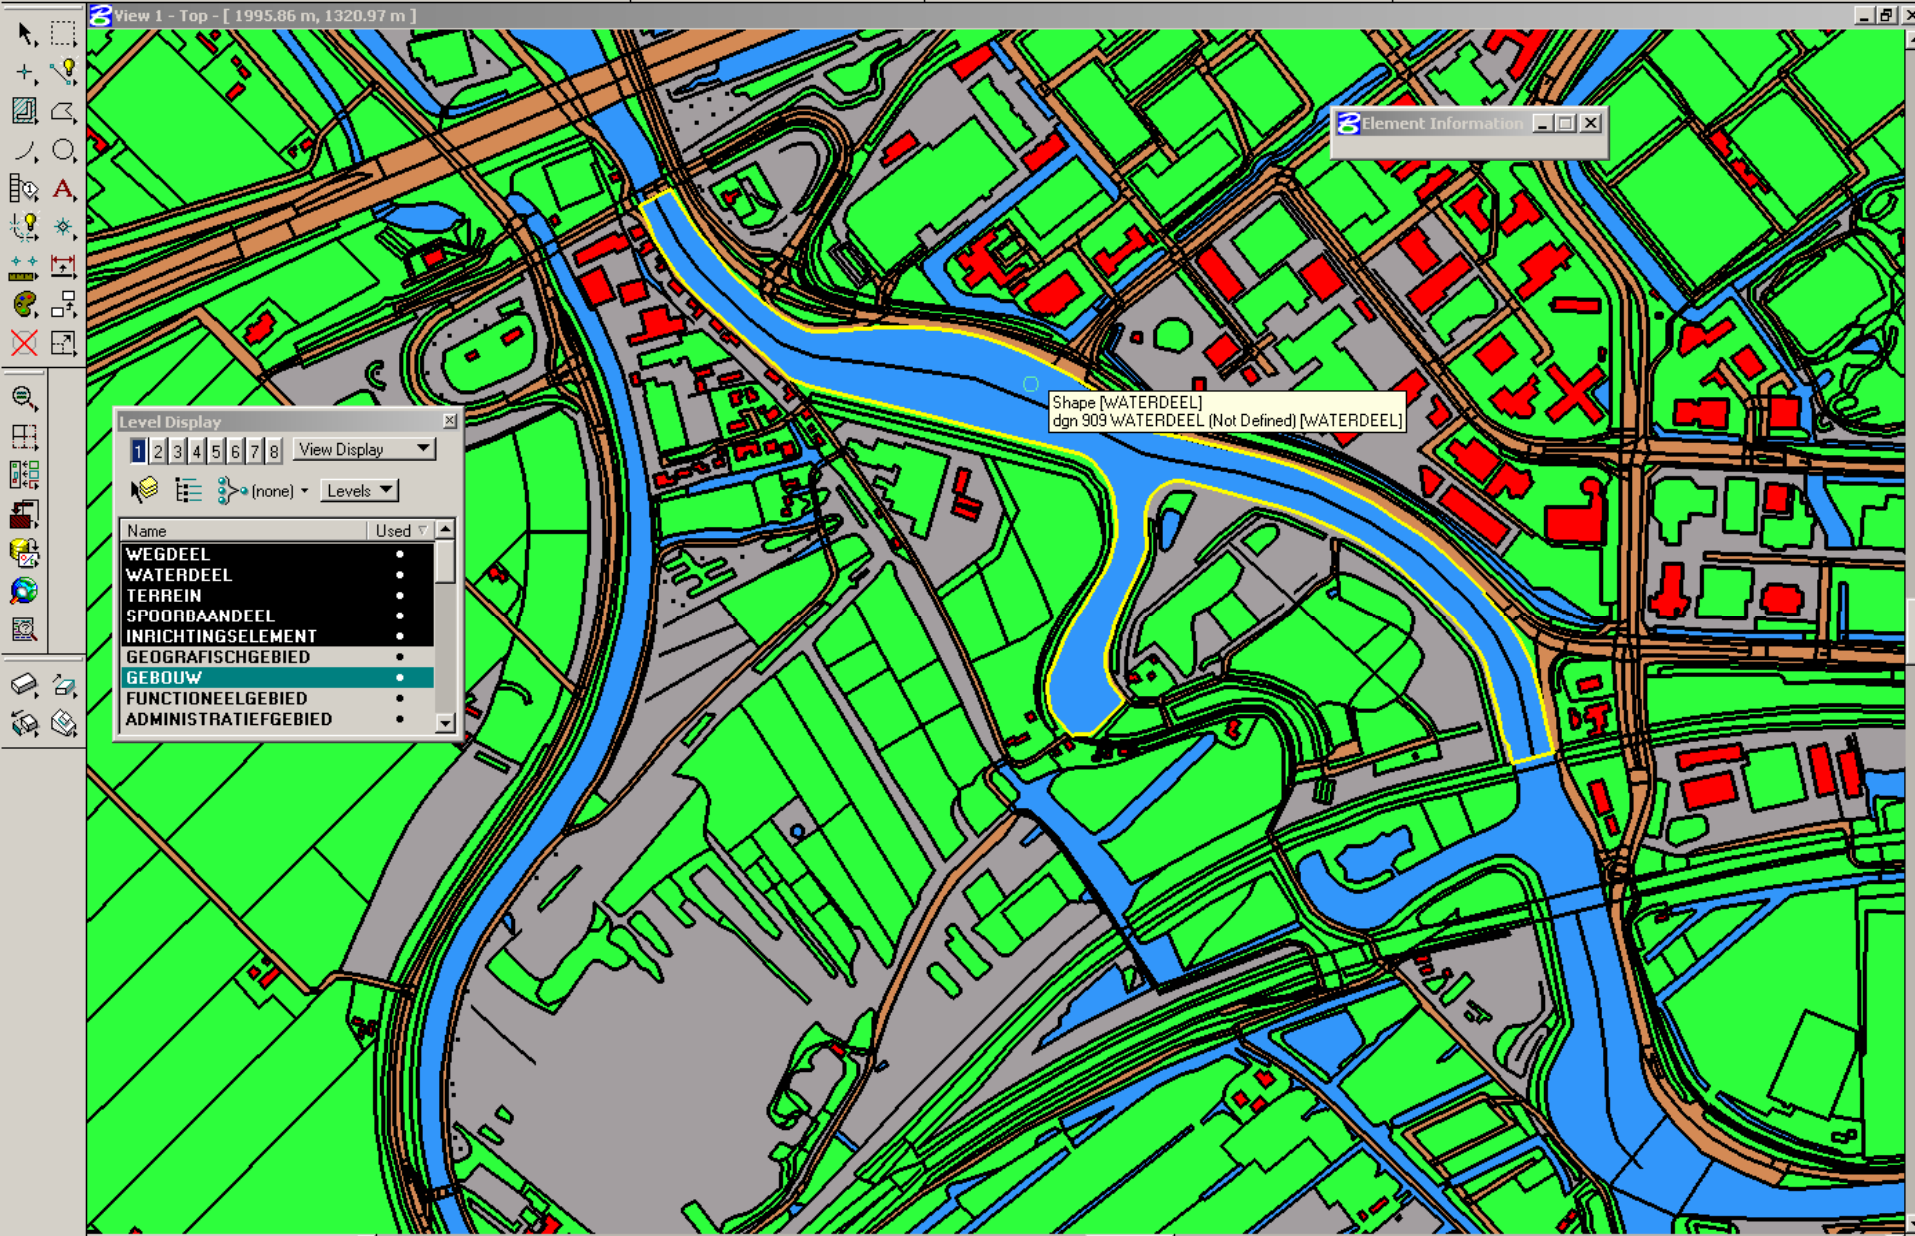 View 1 - Top - [ 1995.86 m, 1320.97 m ]
Element Information
Shape [WATERDEEL]
dgn 909 WATERDEEL (Not Defined) [WATERDEEL]
Level Display
1 2 3 4 5 6 7 8 View Display
(none) Levels
Name Used
WEGDEEL
WATERDEEL
TERREIN
SPOORBAANDEEL
INRICHTINGSELEMENT
GEOGRAFISCHGEBIED
GEBOUW
FUNCTIONEELGEBIED
ADMINISTRATIEFGEBIED